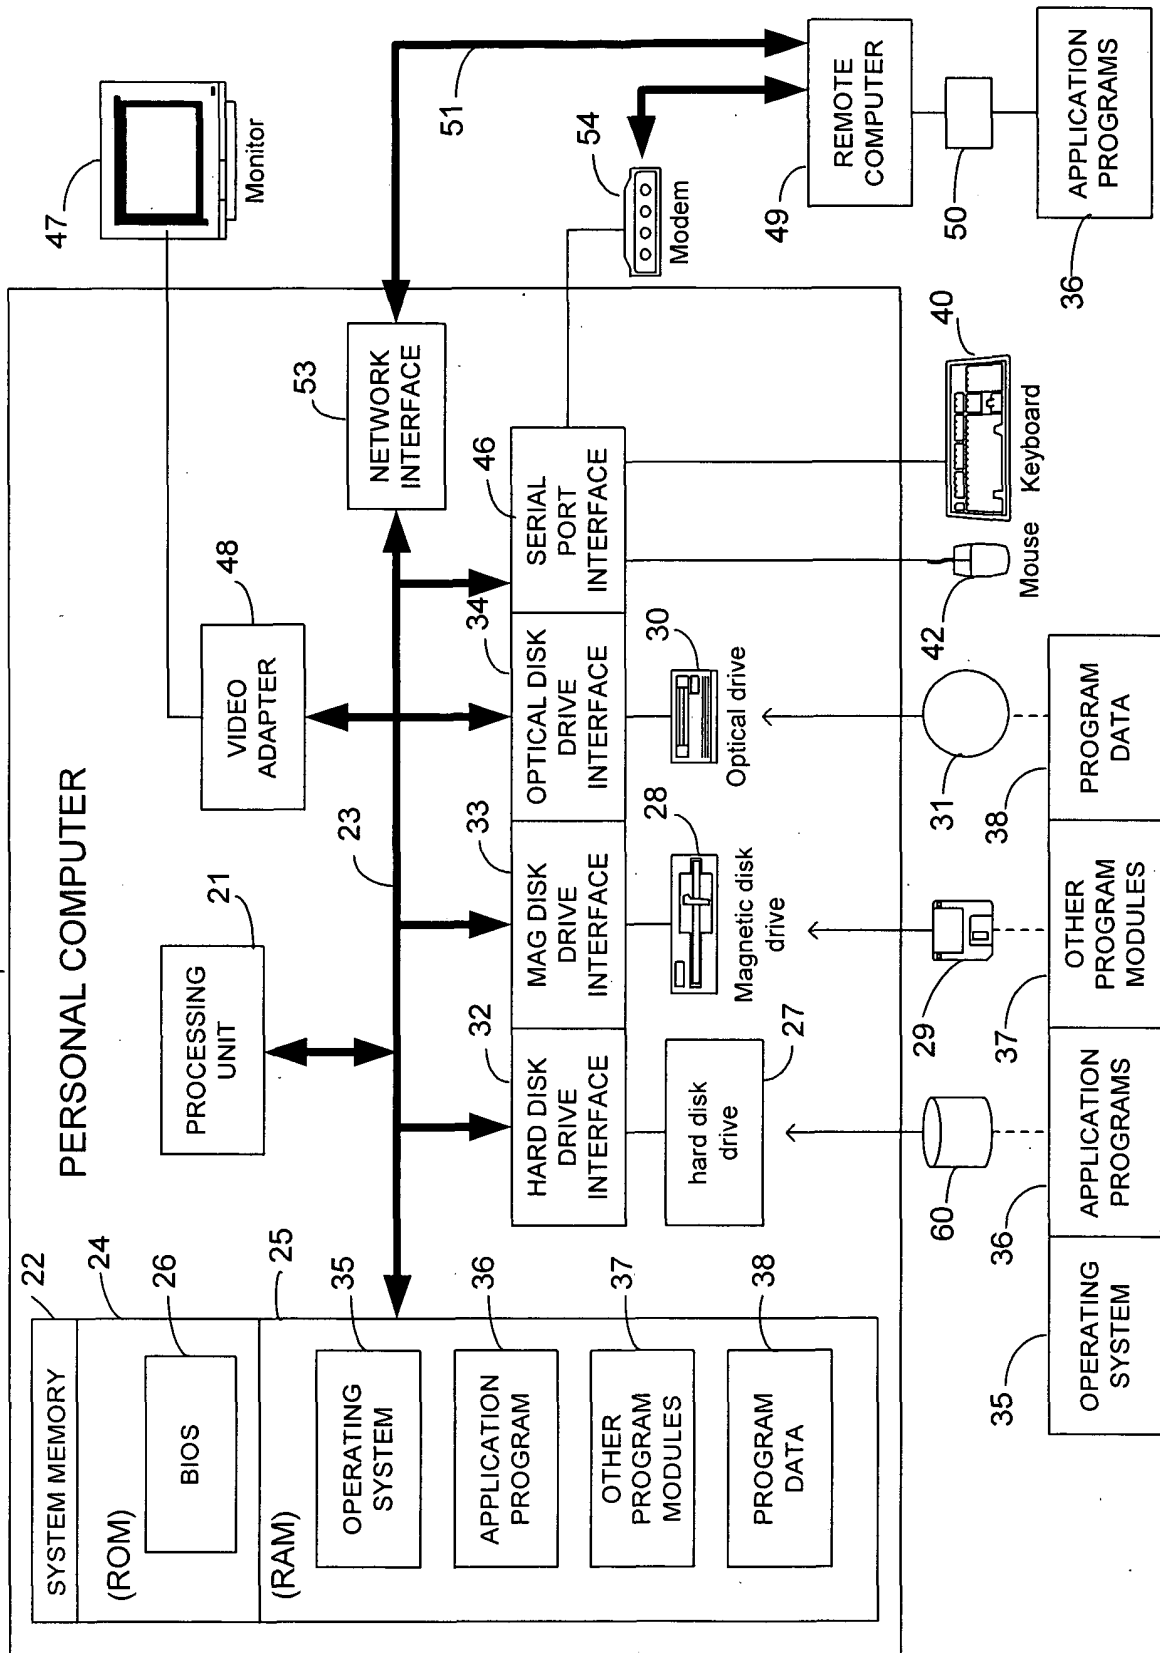 PERSONAL COMPUTER
SYSTEM MEMORY
22
(ROM)
24
BIOS
26
(RAM)
25
OPERATING
SYSTEM
35
APPLICATION
PROGRAM
36
OTHER
PROGRAM
MODULES
37
PROGRAM
DATA
38
PROCESSING
UNIT
21
23
VIDEO
ADAPTER
48
47
Monitor
NETWORK
INTERFACE
53
51
HARD DISK
DRIVE
INTERFACE
32
MAG DISK
DRIVE
INTERFACE
33
OPTICAL DISK
DRIVE
INTERFACE
34
SERIAL
PORT
INTERFACE
46
hard disk
drive
27
Magnetic disk
drive
28
Optical drive
30
Modem
54
REMOTE
COMPUTER
49
50
APPLICATION
PROGRAMS
36
60
29
31
Mouse
42
Keyboard
40
OPERATING
SYSTEM
35
APPLICATION
PROGRAMS
36
OTHER
PROGRAM
MODULES
37
PROGRAM
DATA
38